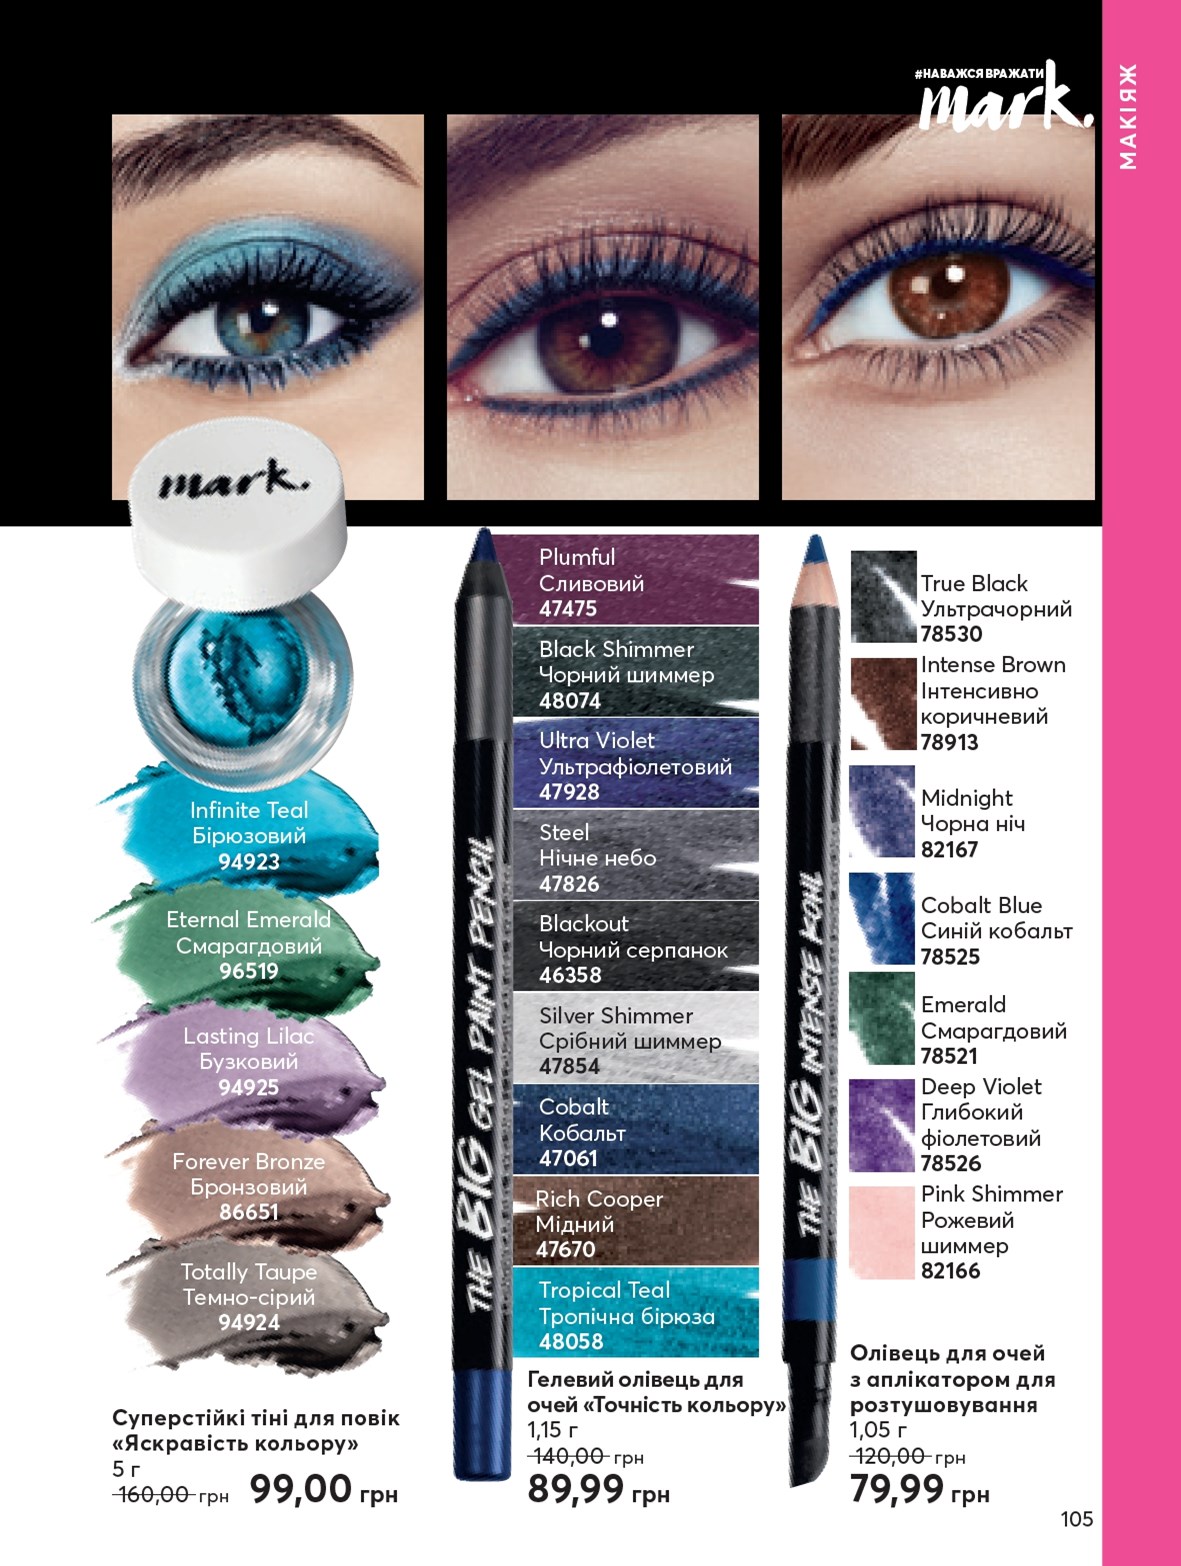 #НАВАЖСЯ ВРАЖАТИ
mark.
МАКІЯЖ
mark.
Infinite Teal
Бірюзовий
94923
Eternal Emerald
Смарагдовий
96519
Lasting Lilac
Бузковий
94925
Forever Bronze
Бронзовий
86651
Totally Taupe
Темно-сірий
94924
Суперстійкі тіні для повік
«Яскравість кольору»
5 г
160,00 грн 99,00 грн
THE BIG GEL PAINT PENCIL
Plumful
Сливовий
47475
Black Shimmer
Чорний шиммер
48074
Ultra Violet
Ультрафіолетовий
47928
Steel
Нічне небо
47826
Blackout
Чорний серпанок
46358
Silver Shimmer
Срібний шиммер
47854
Cobalt
Кобальт
47061
Rich Cooper
Мідний
47670
Tropical Teal
Тропічна бірюза
48058
Гелевий олівець для
очей «Точність кольору»
1,15 г
140,00 грн
89,99 грн
THE BIG INTENSE KOHL
True Black
Ультрачорний
78530
Intense Brown
Інтенсивно
коричневий
78913
Midnight
Чорна ніч
82167
Cobalt Blue
Синій кобальт
78525
Emerald
Смарагдовий
78521
Deep Violet
Глибокий
фіолетовий
78526
Pink Shimmer
Рожевий
шиммер
82166
Олівець для очей
з аплікатором для
розтушовування
1,05 г
120,00 грн
79,99 грн
105